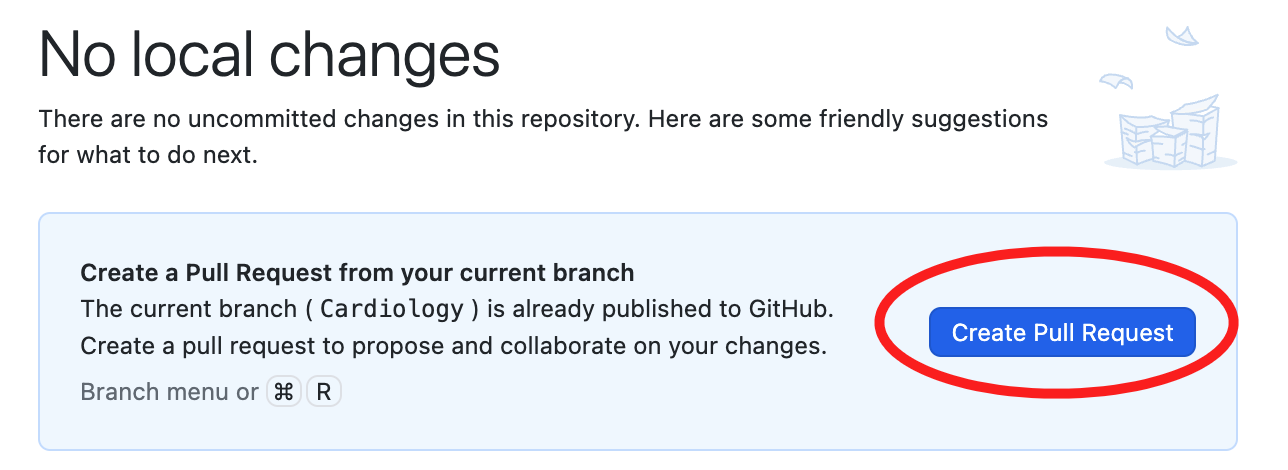 No local changes
There are no uncommitted changes in this repository. Here are some friendly suggestions
for what to do next.
Create a Pull Request from your current branch
The current branch ( Cardiology ) is already published to GitHub.
Create a pull request to propose and collaborate on your changes.
Branch menu or ⌘ R
Create Pull Request